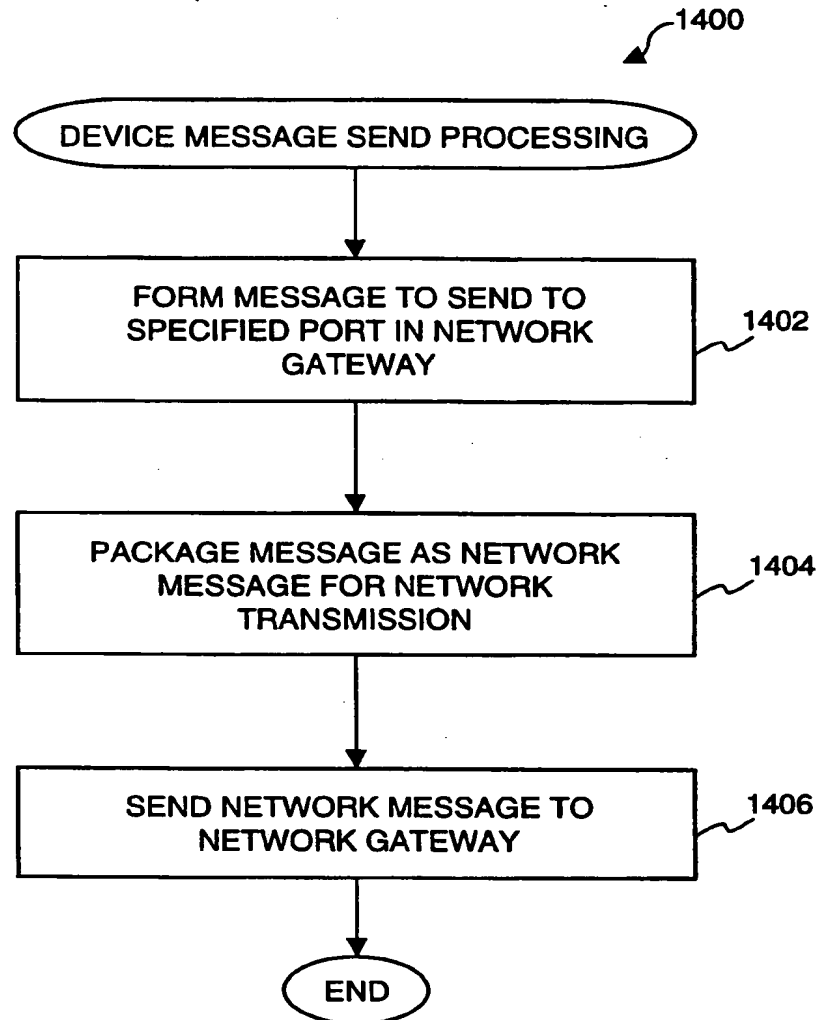 1400
DEVICE MESSAGE SEND PROCESSING
FORM MESSAGE TO SEND TO
SPECIFIED PORT IN NETWORK
GATEWAY
1402
PACKAGE MESSAGE AS NETWORK
MESSAGE FOR NETWORK
TRANSMISSION
1404
SEND NETWORK MESSAGE TO
NETWORK GATEWAY
1406
END